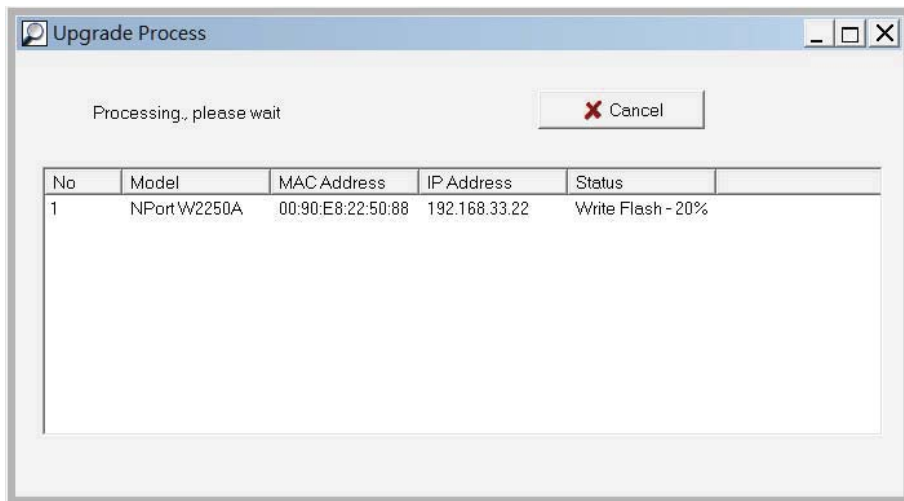 Upgrade Process
Processing., please wait
Cancel
No Model MAC Address IP Address Status
1 NPort W2250A 00:90:E8:22:50:88 192.168.33.22 Write Flash - 20%